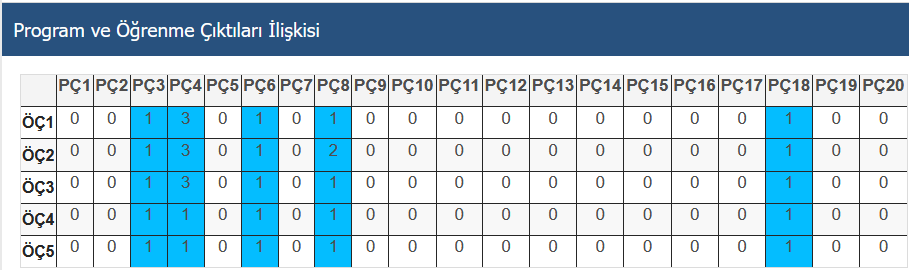 Program ve Öğrenme Çıktıları İlişkisi
PÇ1 PÇ2 PÇ3 PÇ4 PÇ5 PÇ6 PÇ7 PÇ8 PÇ9 PÇ10 PÇ11 PÇ12 PÇ13 PÇ14 PÇ15 PÇ16 PÇ17 PÇ18 PÇ19 PÇ20
ÖÇ1 0 0 1 3 0 1 0 1 0 0 0 0 0 0 0 0 0 1 0 0
ÖÇ2 0 0 1 3 0 1 0 2 0 0 0 0 0 0 0 0 0 1 0 0
ÖÇ3 0 0 1 3 0 1 0 1 0 0 0 0 0 0 0 0 0 1 0 0
ÖÇ4 0 0 1 1 0 1 0 1 0 0 0 0 0 0 0 0 0 1 0 0
ÖÇ5 0 0 1 1 0 1 0 1 0 0 0 0 0 0 0 0 0 1 0 0